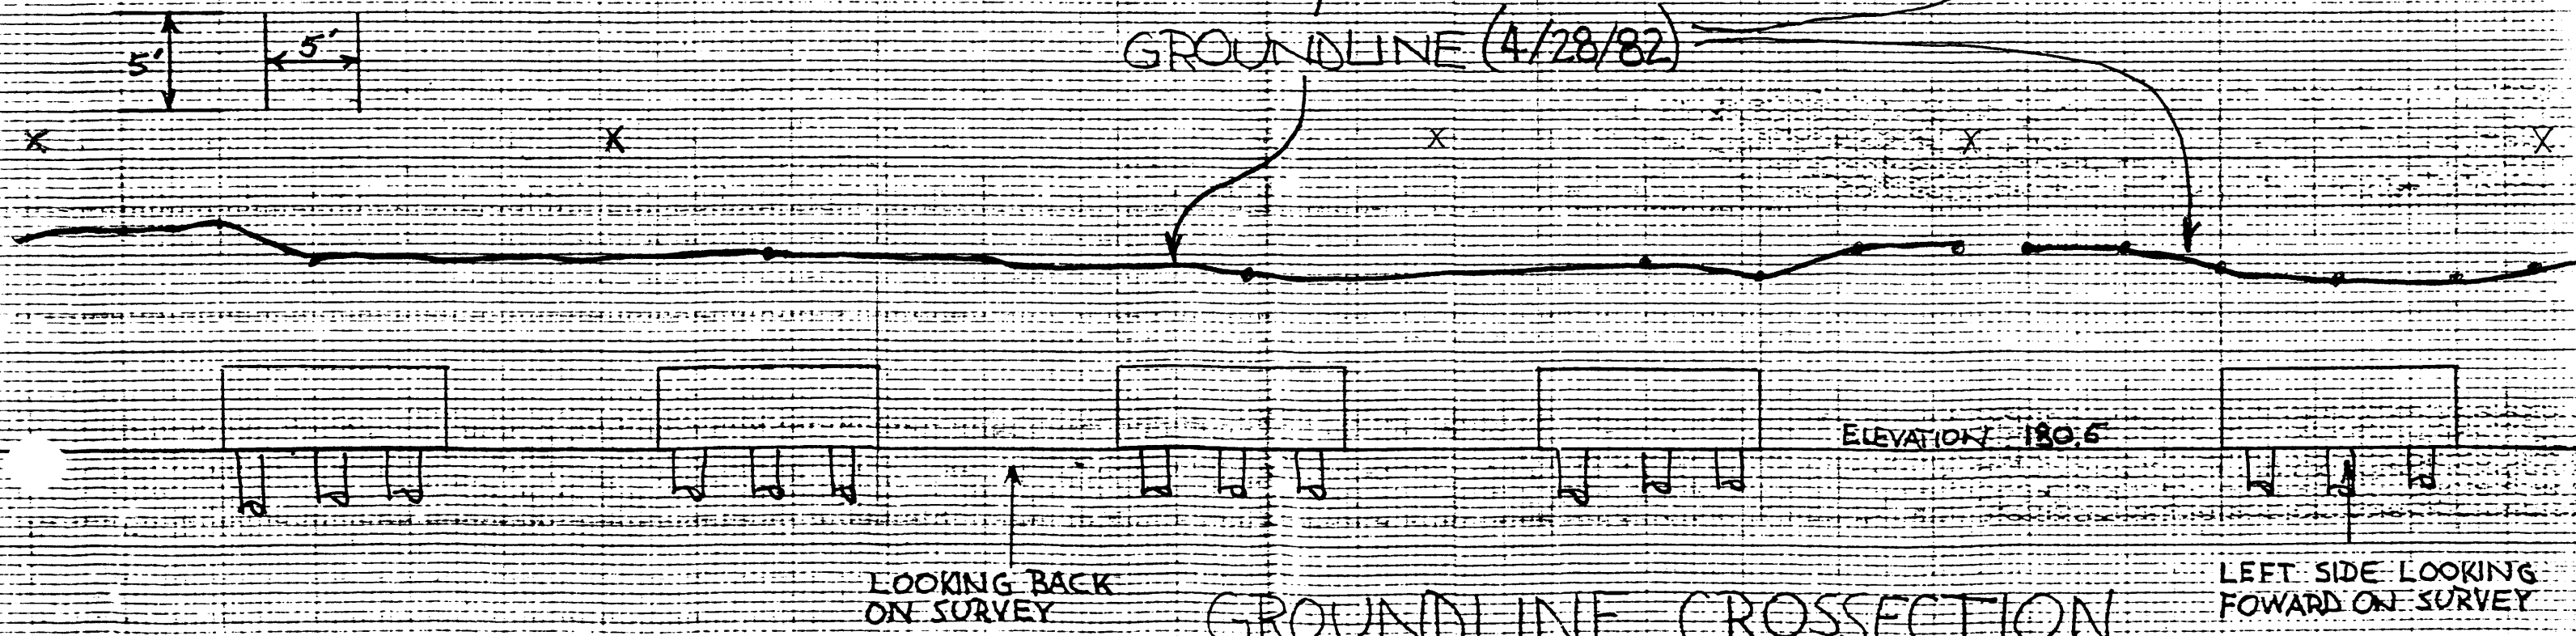 5'
5'
GROUNDLINE (4/28/82)
X X X X X
ELEVATION 180.5
LOOKING BACK
ON SURVEY
LEFT SIDE LOOKING
FOWARD ON SURVEY
GROUNDLINE CROSSECTION